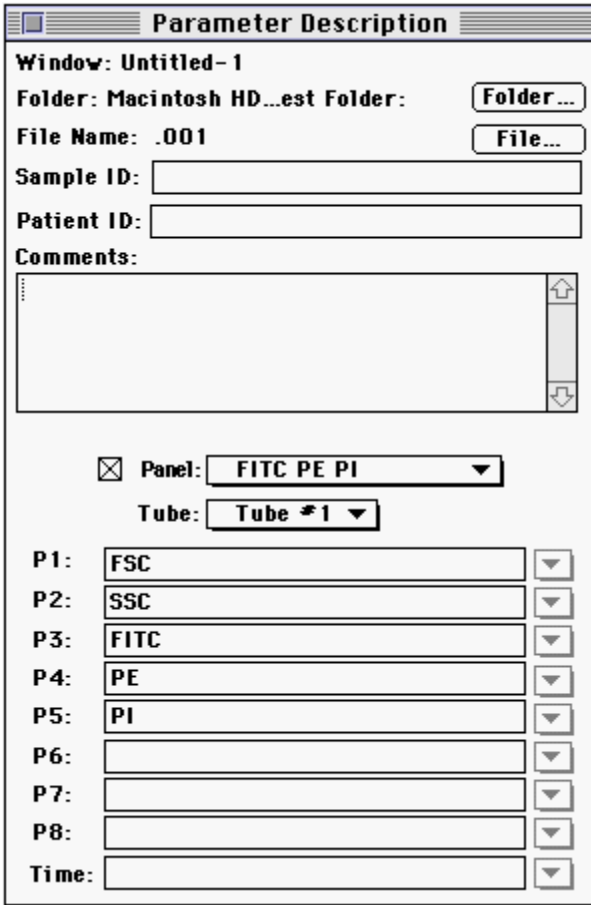 Parameter Description
Window: Untitled-1
Folder: Macintosh HD…est Folder: Folder…
File Name: .001 File…
Sample ID:
Patient ID:
Comments:
Panel: FITC PE PI
Tube: Tube #1
P1: FSC
P2: SSC
P3: FITC
P4: PE
P5: PI
P6:
P7:
P8:
Time: